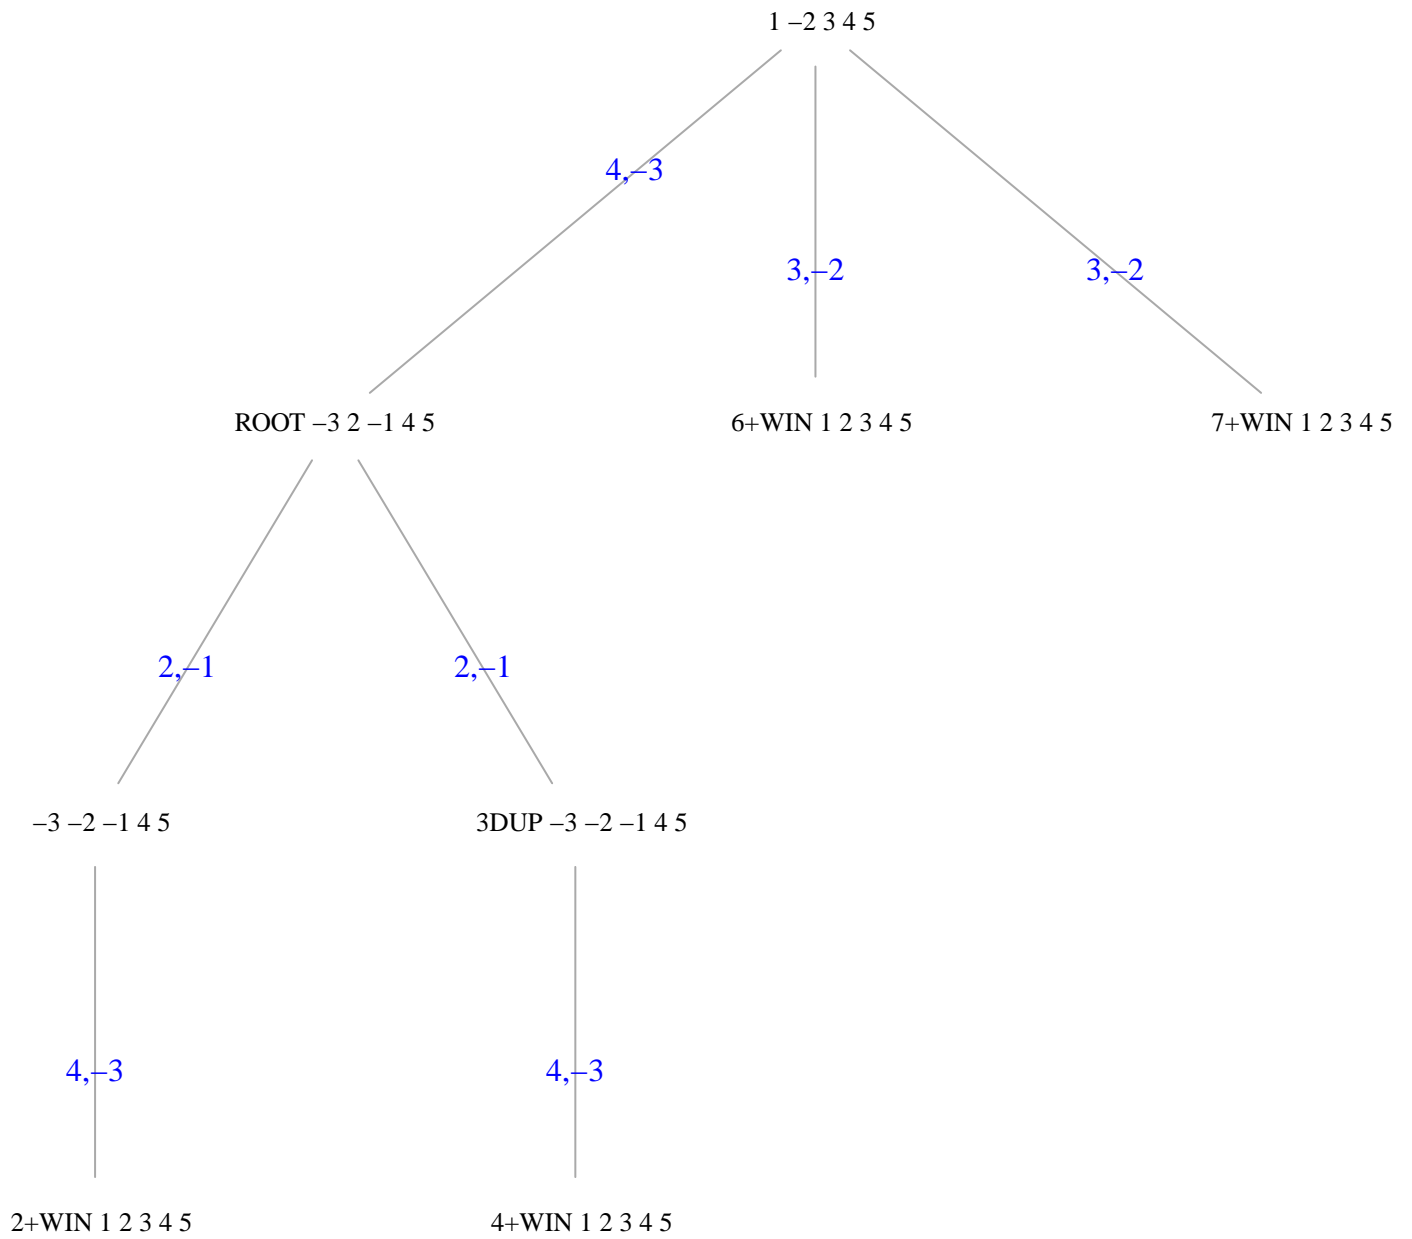 1 –2 3 4 5
4,–3
3,–2
3,–2
ROOT –3 2 –1 4 5
6+WIN 1 2 3 4 5
7+WIN 1 2 3 4 5
2,–1
2,–1
–3 –2 –1 4 5
3DUP –3 –2 –1 4 5
4,–3
4,–3
2+WIN 1 2 3 4 5
4+WIN 1 2 3 4 5